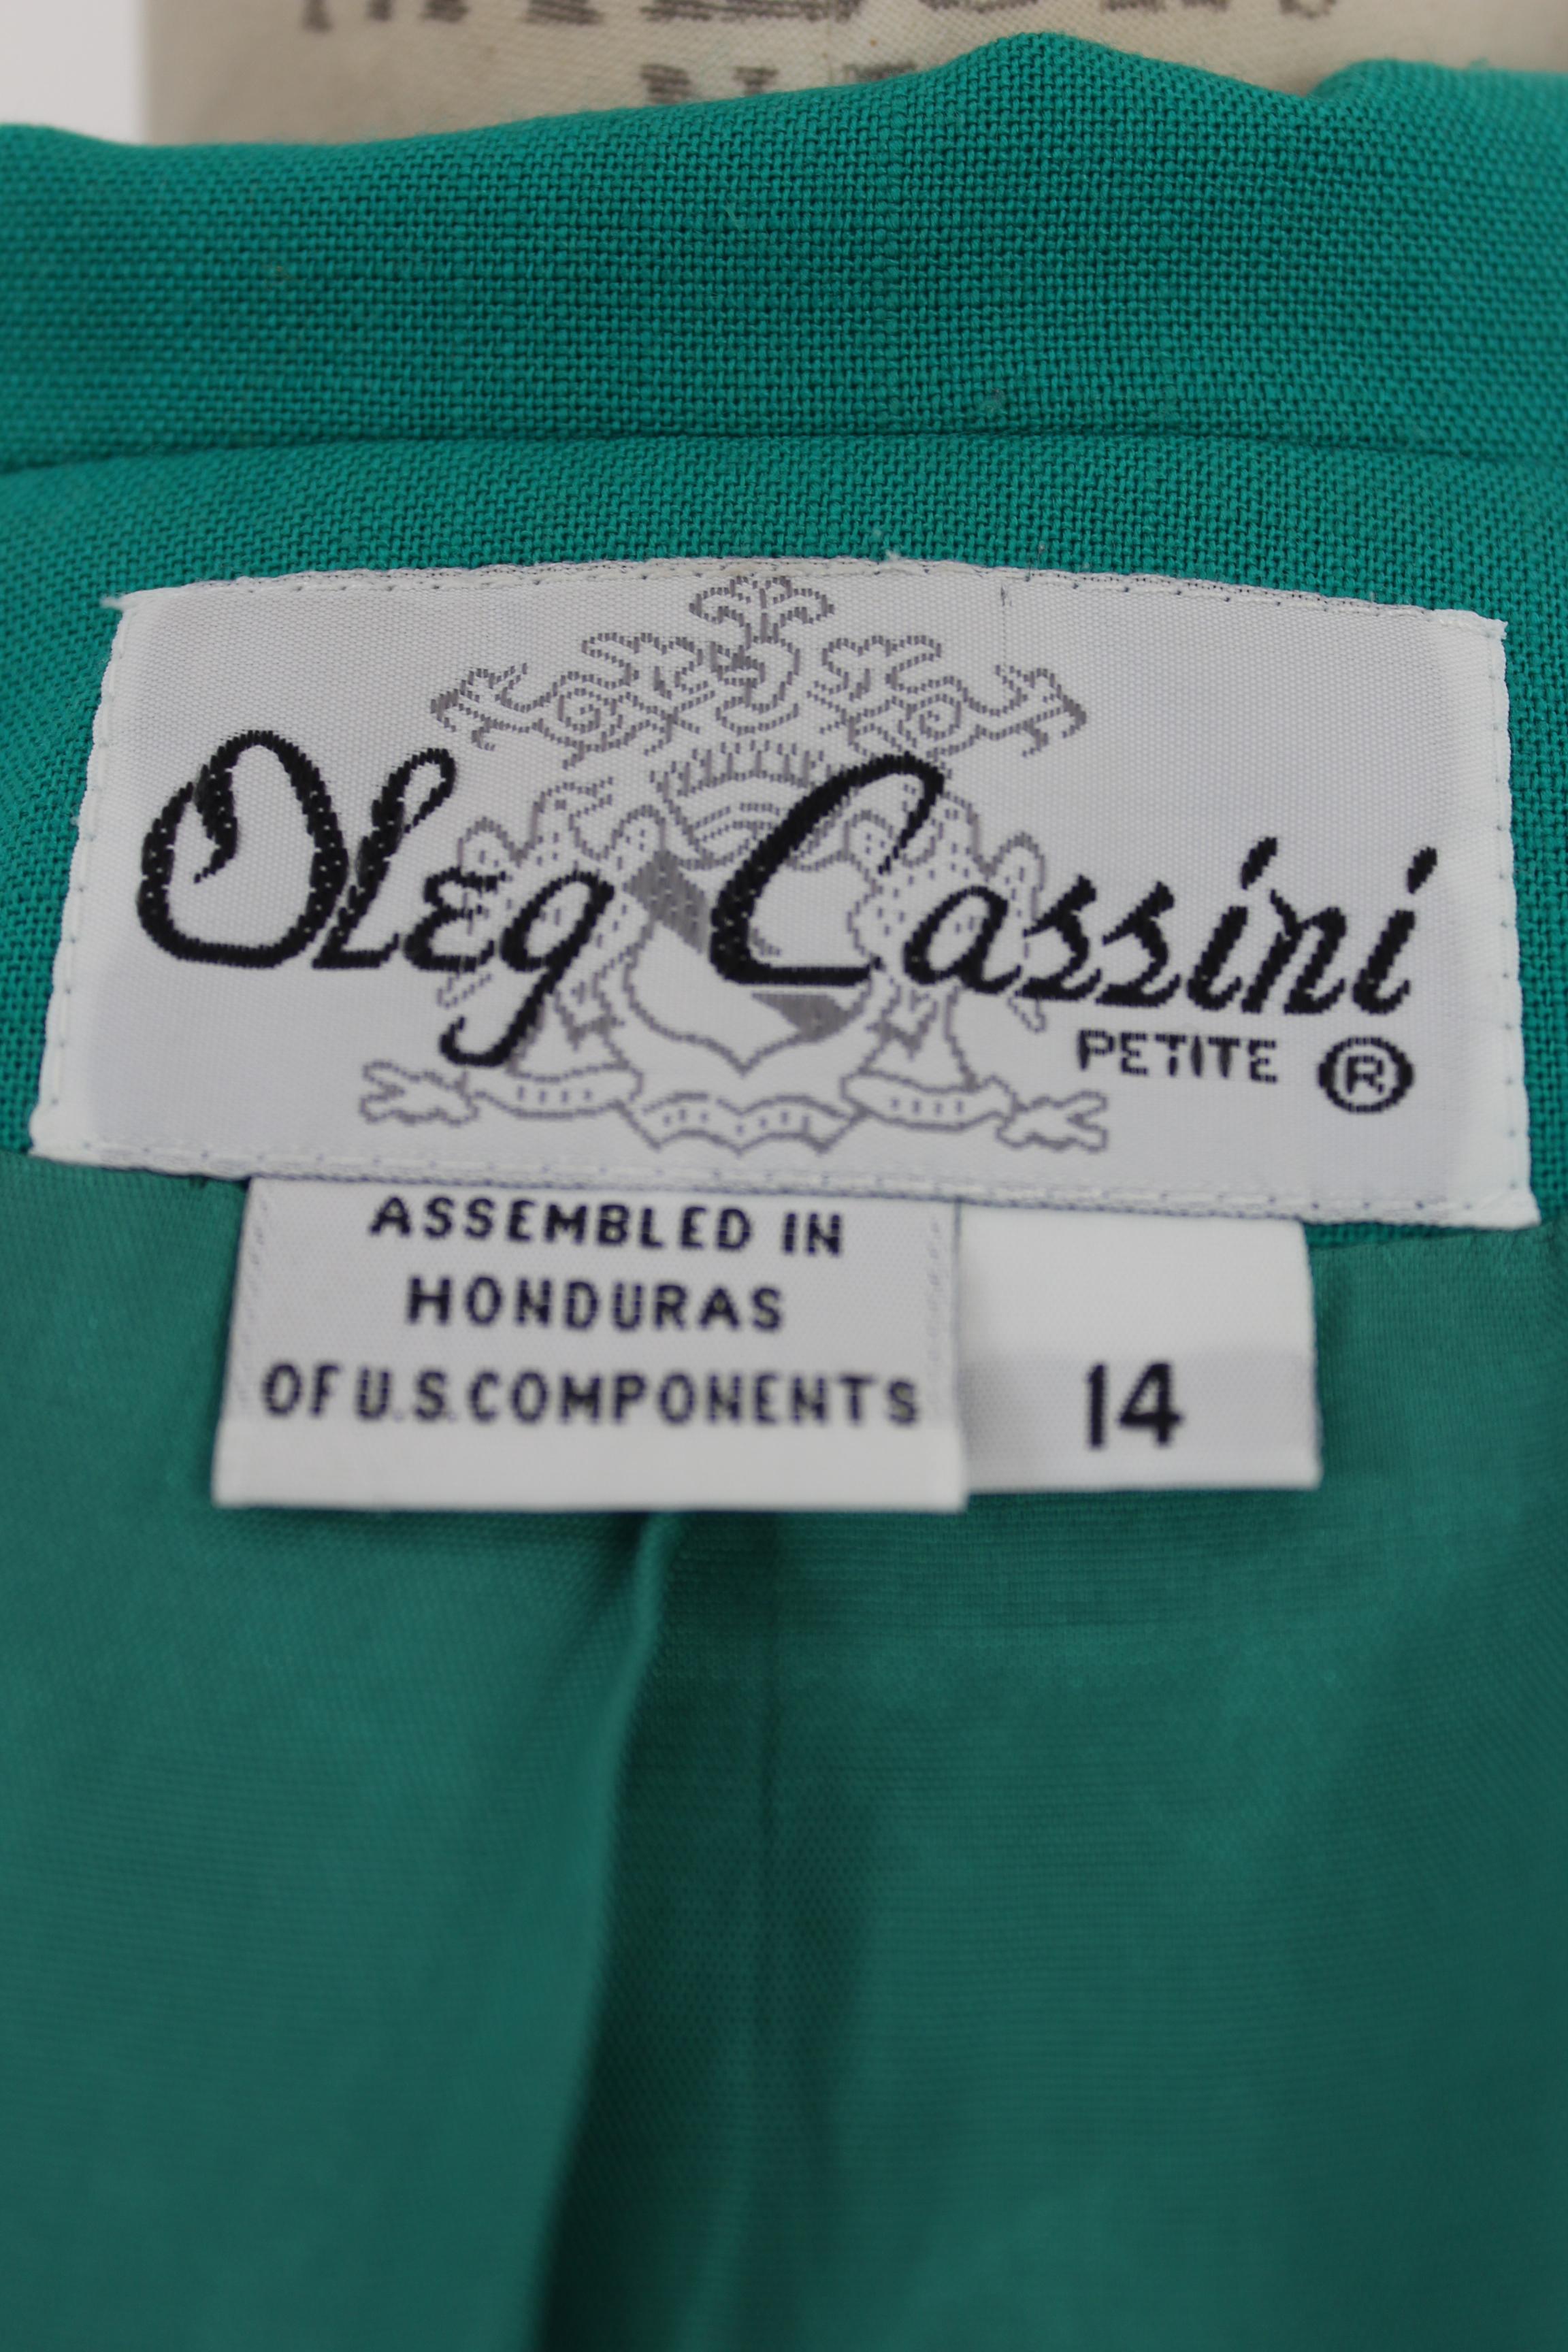 Oleg Cassini
PETITE ®
ASSEMBLED IN
HONDURAS
OF U.S. COMPONENTS
14